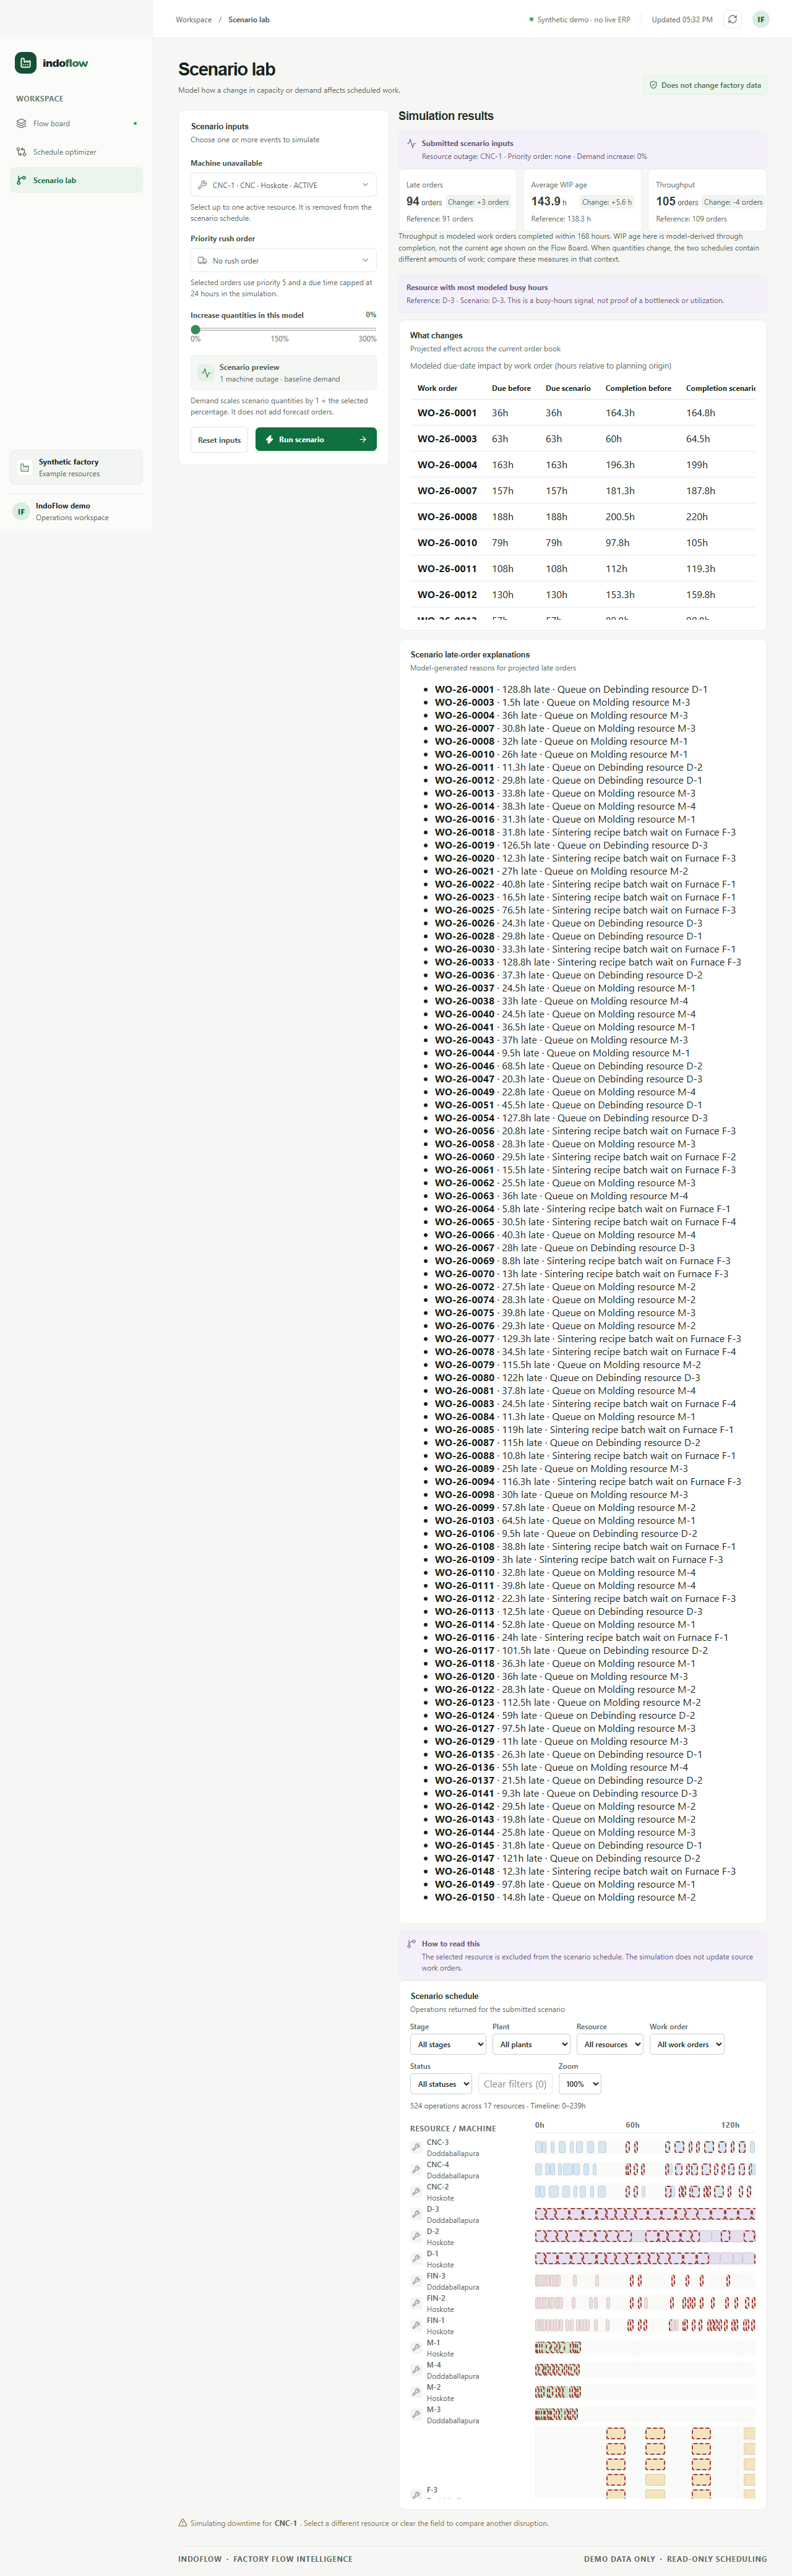 Workspace / Scenario lab
Synthetic demo · no live ERP
Updated 05:32 PM
IF
indoflow
WORKSPACE
Flow board
Schedule optimizer
Scenario lab
Synthetic factory
Example resources
IF
IndoFlow demo
Operations workspace
Scenario lab
Model how a change in capacity or demand affects scheduled work.
Does not change factory data
Scenario inputs
Choose one or more events to simulate
Machine unavailable
CNC-1 · CNC · Hoskote · ACTIVE
Select up to one active resource. It is removed from the
scenario schedule.
Priority rush order
No rush order
Selected orders use priority 5 and a due time capped at
24 hours in the simulation.
Increase quantities in this model 0%
0% 150% 300%
Scenario preview
1 machine outage · baseline demand
Demand scales scenario quantities by 1 + the selected
percentage. It does not add forecast orders.
Reset inputs
Run scenario
Simulation results
Submitted scenario inputs
Resource outage: CNC-1 · Priority order: none · Demand increase: 0%
Late orders
94 orders Change: +3 orders
Reference: 91 orders
Average WIP age
143.9 h Change: +5.6 h
Reference: 138.3 h
Throughput
105 orders Change: -4 orders
Reference: 109 orders
Throughput is modeled work orders completed within 168 hours. WIP age here is model-derived through
completion, not the current age shown on the Flow Board. When quantities change, the two schedules contain
different amounts of work; compare these measures in that context.
Resource with most modeled busy hours
Reference: D-3 · Scenario: D-3. This is a busy-hours signal, not proof of a bottleneck or utilization.
What changes
Projected effect across the current order book
Modeled due-date impact by work order (hours relative to planning origin)
Work order Due before Due scenario Completion before Completion scenario
WO-26-0001 36h 36h 164.3h 164.8h
WO-26-0003 63h 63h 60h 64.5h
WO-26-0004 163h 163h 196.3h 199h
WO-26-0007 157h 157h 181.3h 187.8h
WO-26-0008 188h 188h 200.5h 220h
WO-26-0010 79h 79h 97.8h 105h
WO-26-0011 108h 108h 112h 119.3h
WO-26-0012 130h 130h 153.3h 159.8h
Scenario late-order explanations
Model-generated reasons for projected late orders
• WO-26-0001 · 128.8h late · Queue on Debinding resource D-1
• WO-26-0003 · 1.5h late · Queue on Molding resource M-3
• WO-26-0004 · 36h late · Queue on Molding resource M-3
• WO-26-0007 · 30.8h late · Queue on Molding resource M-3
• WO-26-0008 · 32h late · Queue on Molding resource M-1
• WO-26-0010 · 26h late · Queue on Molding resource M-1
• WO-26-0011 · 11.3h late · Queue on Debinding resource D-2
• WO-26-0012 · 29.8h late · Queue on Debinding resource D-1
• WO-26-0013 · 33.8h late · Queue on Molding resource M-3
• WO-26-0014 · 38.3h late · Queue on Molding resource M-4
• WO-26-0016 · 31.3h late · Queue on Molding resource M-1
• WO-26-0018 · 31.8h late · Sintering recipe batch wait on Furnace F-3
• WO-26-0019 · 126.5h late · Queue on Debinding resource D-3
• WO-26-0020 · 12.3h late · Sintering recipe batch wait on Furnace F-3
• WO-26-0021 · 27h late · Queue on Molding resource M-2
• WO-26-0022 · 40.8h late · Sintering recipe batch wait on Furnace F-1
• WO-26-0023 · 16.5h late · Sintering recipe batch wait on Furnace F-1
• WO-26-0025 · 76.5h late · Sintering recipe batch wait on Furnace F-3
• WO-26-0026 · 24.3h late · Queue on Debinding resource D-3
• WO-26-0028 · 29.8h late · Queue on Debinding resource D-1
• WO-26-0030 · 33.3h late · Sintering recipe batch wait on Furnace F-1
• WO-26-0033 · 128.8h late · Sintering recipe batch wait on Furnace F-3
• WO-26-0036 · 37.3h late · Queue on Debinding resource D-2
• WO-26-0037 · 24.5h late · Queue on Molding resource M-1
• WO-26-0038 · 33h late · Queue on Molding resource M-4
• WO-26-0040 · 24.5h late · Queue on Molding resource M-4
• WO-26-0041 · 36.5h late · Queue on Molding resource M-1
• WO-26-0043 · 37h late · Queue on Molding resource M-3
• WO-26-0044 · 9.5h late · Queue on Molding resource M-1
• WO-26-0046 · 68.5h late · Queue on Debinding resource D-2
• WO-26-0047 · 20.3h late · Queue on Debinding resource D-3
• WO-26-0049 · 22.8h late · Queue on Molding resource M-4
• WO-26-0051 · 45.5h late · Queue on Debinding resource D-1
• WO-26-0054 · 127.8h late · Queue on Debinding resource D-3
• WO-26-0056 · 20.8h late · Sintering recipe batch wait on Furnace F-3
• WO-26-0058 · 28.3h late · Queue on Molding resource M-3
• WO-26-0060 · 29.5h late · Sintering recipe batch wait on Furnace F-2
• WO-26-0061 · 15.5h late · Sintering recipe batch wait on Furnace F-3
• WO-26-0062 · 25.5h late · Queue on Molding resource M-3
• WO-26-0063 · 36h late · Queue on Molding resource M-4
• WO-26-0064 · 5.8h late · Sintering recipe batch wait on Furnace F-1
• WO-26-0065 · 30.5h late · Sintering recipe batch wait on Furnace F-4
• WO-26-0066 · 40.3h late · Queue on Molding resource M-4
• WO-26-0067 · 28h late · Queue on Debinding resource D-3
• WO-26-0069 · 8.8h late · Sintering recipe batch wait on Furnace F-3
• WO-26-0070 · 13h late · Sintering recipe batch wait on Furnace F-3
• WO-26-0072 · 27.5h late · Queue on Molding resource M-2
• WO-26-0074 · 28.3h late · Queue on Molding resource M-2
• WO-26-0075 · 39.8h late · Queue on Molding resource M-3
• WO-26-0076 · 29.3h late · Queue on Molding resource M-2
• WO-26-0077 · 129.3h late · Sintering recipe batch wait on Furnace F-3
• WO-26-0078 · 34.5h late · Sintering recipe batch wait on Furnace F-4
• WO-26-0079 · 115.5h late · Queue on Molding resource M-2
• WO-26-0080 · 122h late · Queue on Debinding resource D-3
• WO-26-0081 · 37.8h late · Queue on Molding resource M-4
• WO-26-0083 · 24.5h late · Sintering recipe batch wait on Furnace F-4
• WO-26-0084 · 11.3h late · Queue on Molding resource M-1
• WO-26-0085 · 119h late · Sintering recipe batch wait on Furnace F-1
• WO-26-0087 · 115h late · Queue on Debinding resource D-2
• WO-26-0088 · 10.8h late · Sintering recipe batch wait on Furnace F-1
• WO-26-0089 · 25h late · Queue on Molding resource M-3
• WO-26-0094 · 116.3h late · Sintering recipe batch wait on Furnace F-3
• WO-26-0098 · 30h late · Queue on Molding resource M-3
• WO-26-0099 · 57.8h late · Queue on Molding resource M-2
• WO-26-0103 · 64.5h late · Queue on Molding resource M-1
• WO-26-0106 · 9.5h late · Queue on Debinding resource D-2
• WO-26-0108 · 38.8h late · Sintering recipe batch wait on Furnace F-1
• WO-26-0109 · 3h late · Sintering recipe batch wait on Furnace F-3
• WO-26-0110 · 32.8h late · Queue on Molding resource M-4
• WO-26-0111 · 39.8h late · Queue on Molding resource M-4
• WO-26-0112 · 22.3h late · Sintering recipe batch wait on Furnace F-3
• WO-26-0113 · 12.5h late · Queue on Debinding resource D-3
• WO-26-0114 · 52.8h late · Queue on Molding resource M-1
• WO-26-0116 · 24h late · Sintering recipe batch wait on Furnace F-1
• WO-26-0117 · 101.5h late · Queue on Debinding resource D-2
• WO-26-0118 · 36.3h late · Queue on Molding resource M-1
• WO-26-0120 · 36h late · Queue on Molding resource M-3
• WO-26-0122 · 28.3h late · Queue on Molding resource M-2
• WO-26-0123 · 112.5h late · Queue on Molding resource M-2
• WO-26-0124 · 59h late · Queue on Debinding resource D-2
• WO-26-0127 · 97.5h late · Queue on Molding resource M-3
• WO-26-0129 · 11h late · Queue on Molding resource M-3
• WO-26-0135 · 26.3h late · Queue on Debinding resource D-1
• WO-26-0136 · 55h late · Queue on Molding resource M-4
• WO-26-0137 · 21.5h late · Queue on Debinding resource D-2
• WO-26-0141 · 9.3h late · Queue on Debinding resource D-3
• WO-26-0142 · 29.5h late · Queue on Molding resource M-2
• WO-26-0143 · 19.8h late · Queue on Molding resource M-2
• WO-26-0144 · 25.8h late · Queue on Molding resource M-3
• WO-26-0145 · 31.8h late · Queue on Debinding resource D-1
• WO-26-0147 · 121h late · Queue on Debinding resource D-2
• WO-26-0148 · 12.3h late · Sintering recipe batch wait on Furnace F-3
• WO-26-0149 · 97.8h late · Queue on Molding resource M-1
• WO-26-0150 · 14.8h late · Queue on Molding resource M-2
How to read this
The selected resource is excluded from the scenario schedule. The simulation does not update source
work orders.
Scenario schedule
Operations returned for the submitted scenario
Stage Plant Resource Work order
All stages All plants All resources All work orders
Status Zoom
All statuses Clear filters (0) 100%
524 operations across 17 resources · Timeline: 0–239h
RESOURCE / MACHINE 0h 60h 120h
CNC-3
Doddaballapura
CNC-4
Doddaballapura
CNC-2
Hoskote
D-3
Doddaballapura
D-2
Hoskote
D-1
Hoskote
FIN-3
Doddaballapura
FIN-2
Hoskote
FIN-1
Hoskote
M-1
Hoskote
M-4
Doddaballapura
M-2
Hoskote
M-3
Doddaballapura
F-3
Simulating downtime for CNC-1 . Select a different resource or clear the field to compare another disruption.
INDOFLOW · FACTORY FLOW INTELLIGENCE
DEMO DATA ONLY · READ-ONLY SCHEDULING